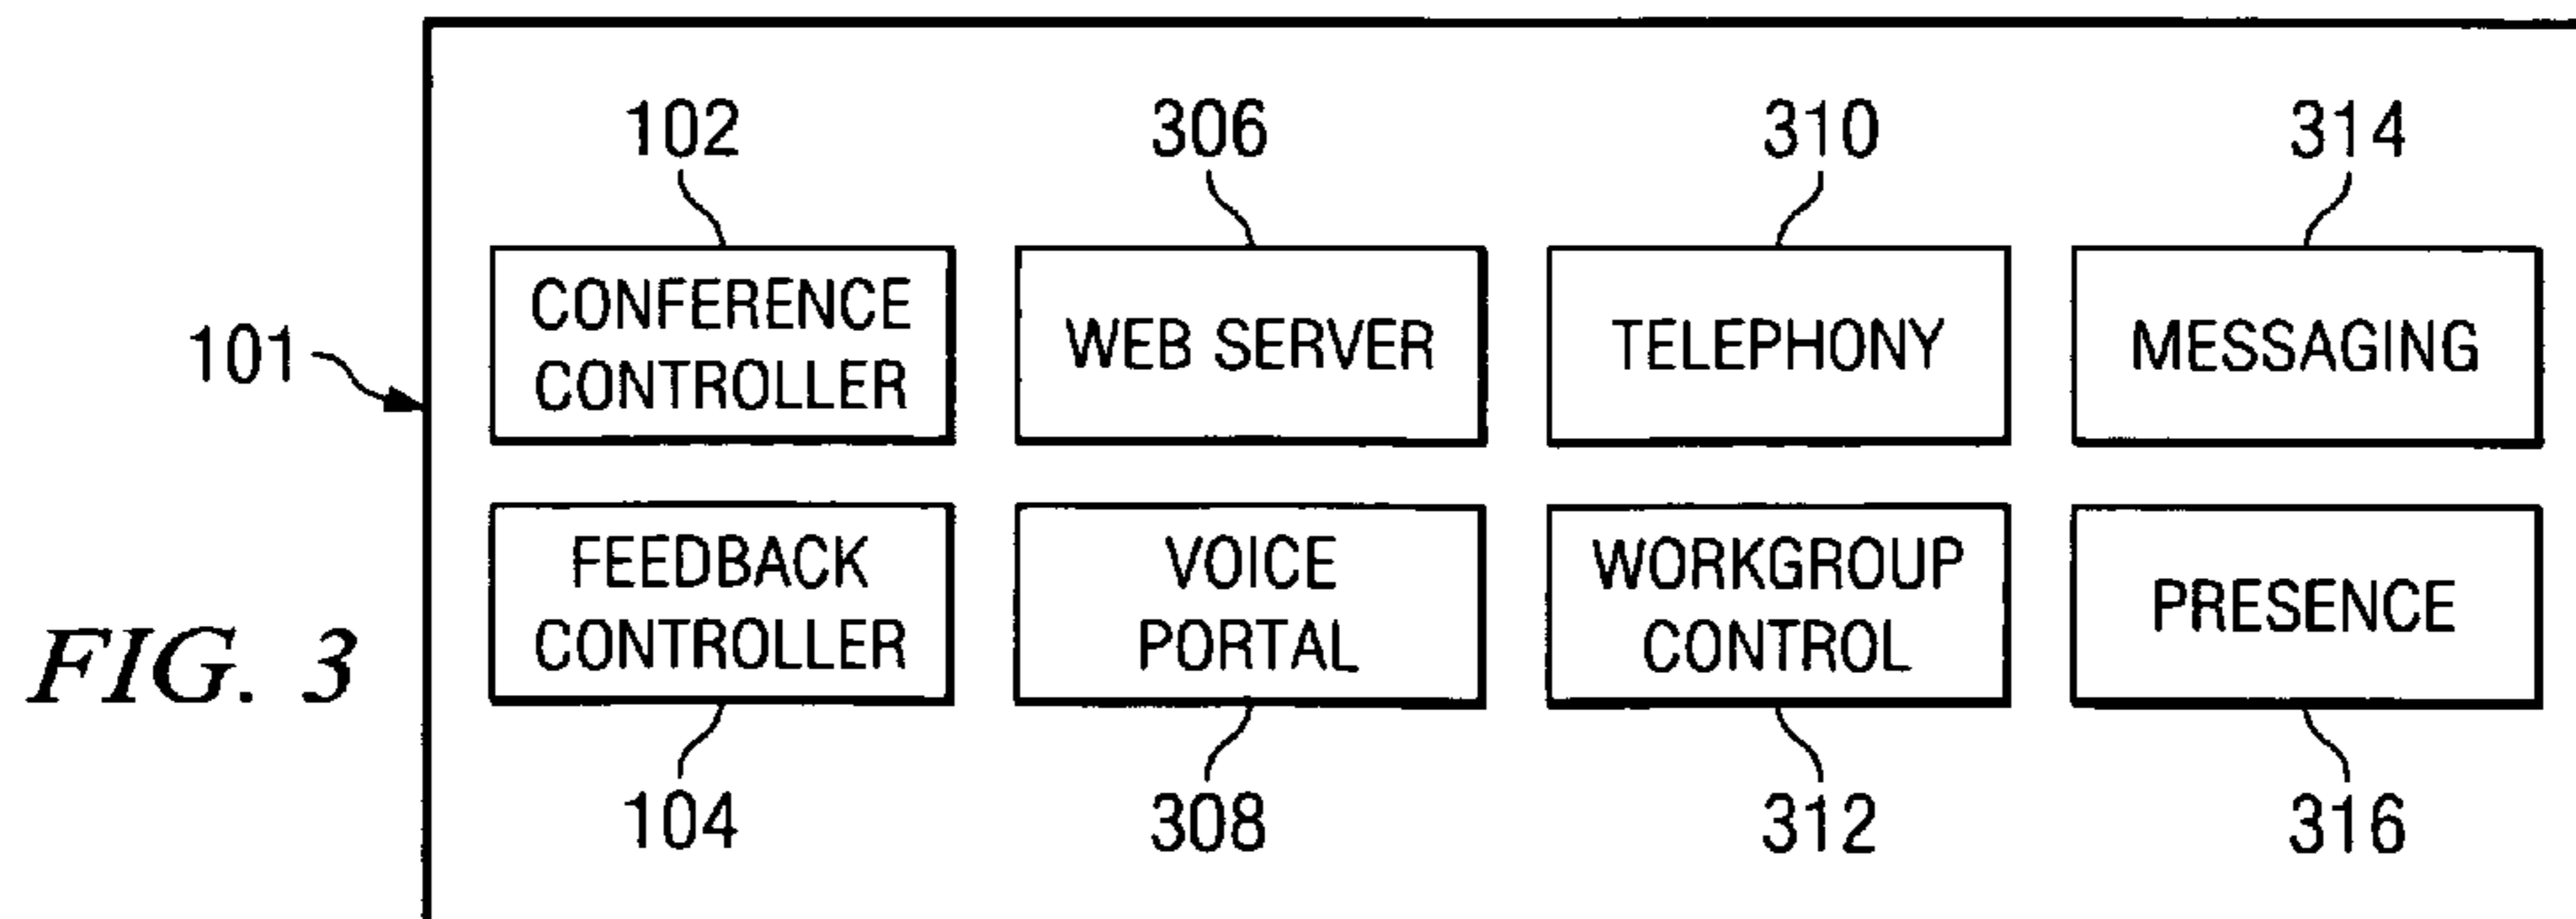 102 306 310 314
CONFERENCE CONTROLLER
WEB SERVER
TELEPHONY
MESSAGING
101
FEEDBACK CONTROLLER
VOICE PORTAL
WORKGROUP CONTROL
PRESENCE
FIG. 3
104 308 312 316